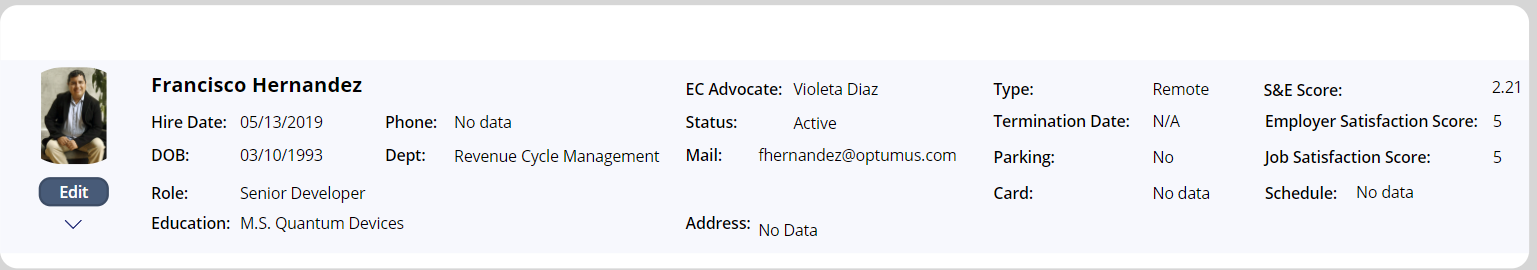 Francisco Hernandez
Hire Date: 05/13/2019 Phone: No data
DOB: 03/10/1993 Dept: Revenue Cycle Management
Role: Senior Developer
Education: M.S. Quantum Devices
Edit
EC Advocate: Violeta Diaz
Status: Active
Mail: fhernandez@optumus.com
Address: No Data
Type: Remote
Termination Date: N/A
Parking: No
Card: No data
S&E Score: 2.21
Employer Satisfaction Score: 5
Job Satisfaction Score: 5
Schedule: No data